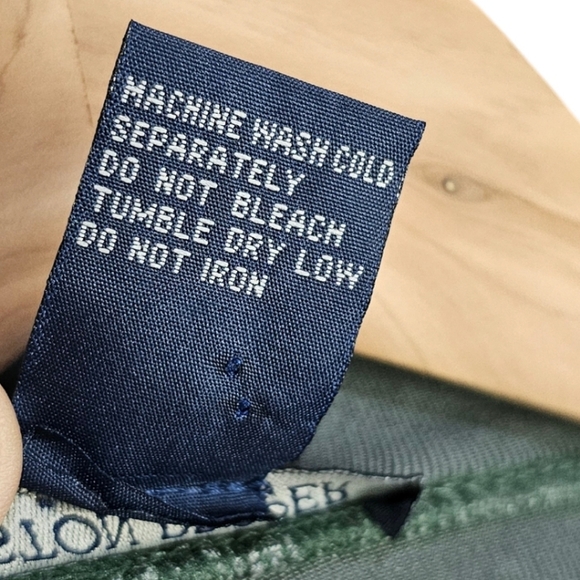 MACHINE WASH COLD
SEPARATELY
DO NOT BLEACH
TUMBLE DRY LOW
DO NOT IRON